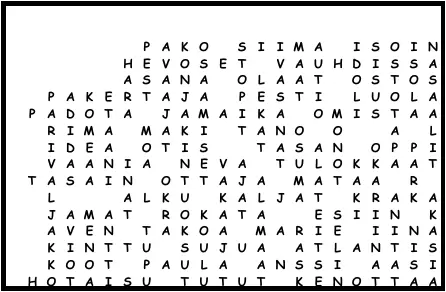 PAKO SIIMA ISOIN
HEVOSET VAUHDISSA
ASANA OLAAT OSTOS
PAKERTAJA PESTI LUOLA
PADOTA JAMAIKA OMISTAA
RIMA MAKI TANO O A L
IDEA OTIS TASAN OPPI
VAANIA NEVA TULOKKAAT
TASAIN OTTAJA MATAA R
L ALKU KALJAT KRAKA
JAMAT ROKATA ESIIN K
AVEN TAKOA MARIE IINA
KINTTU SUJUA ATLANTIS
KOOT PAULA ANSSI AASI
HOTAISU TUTUT KENOTTAA